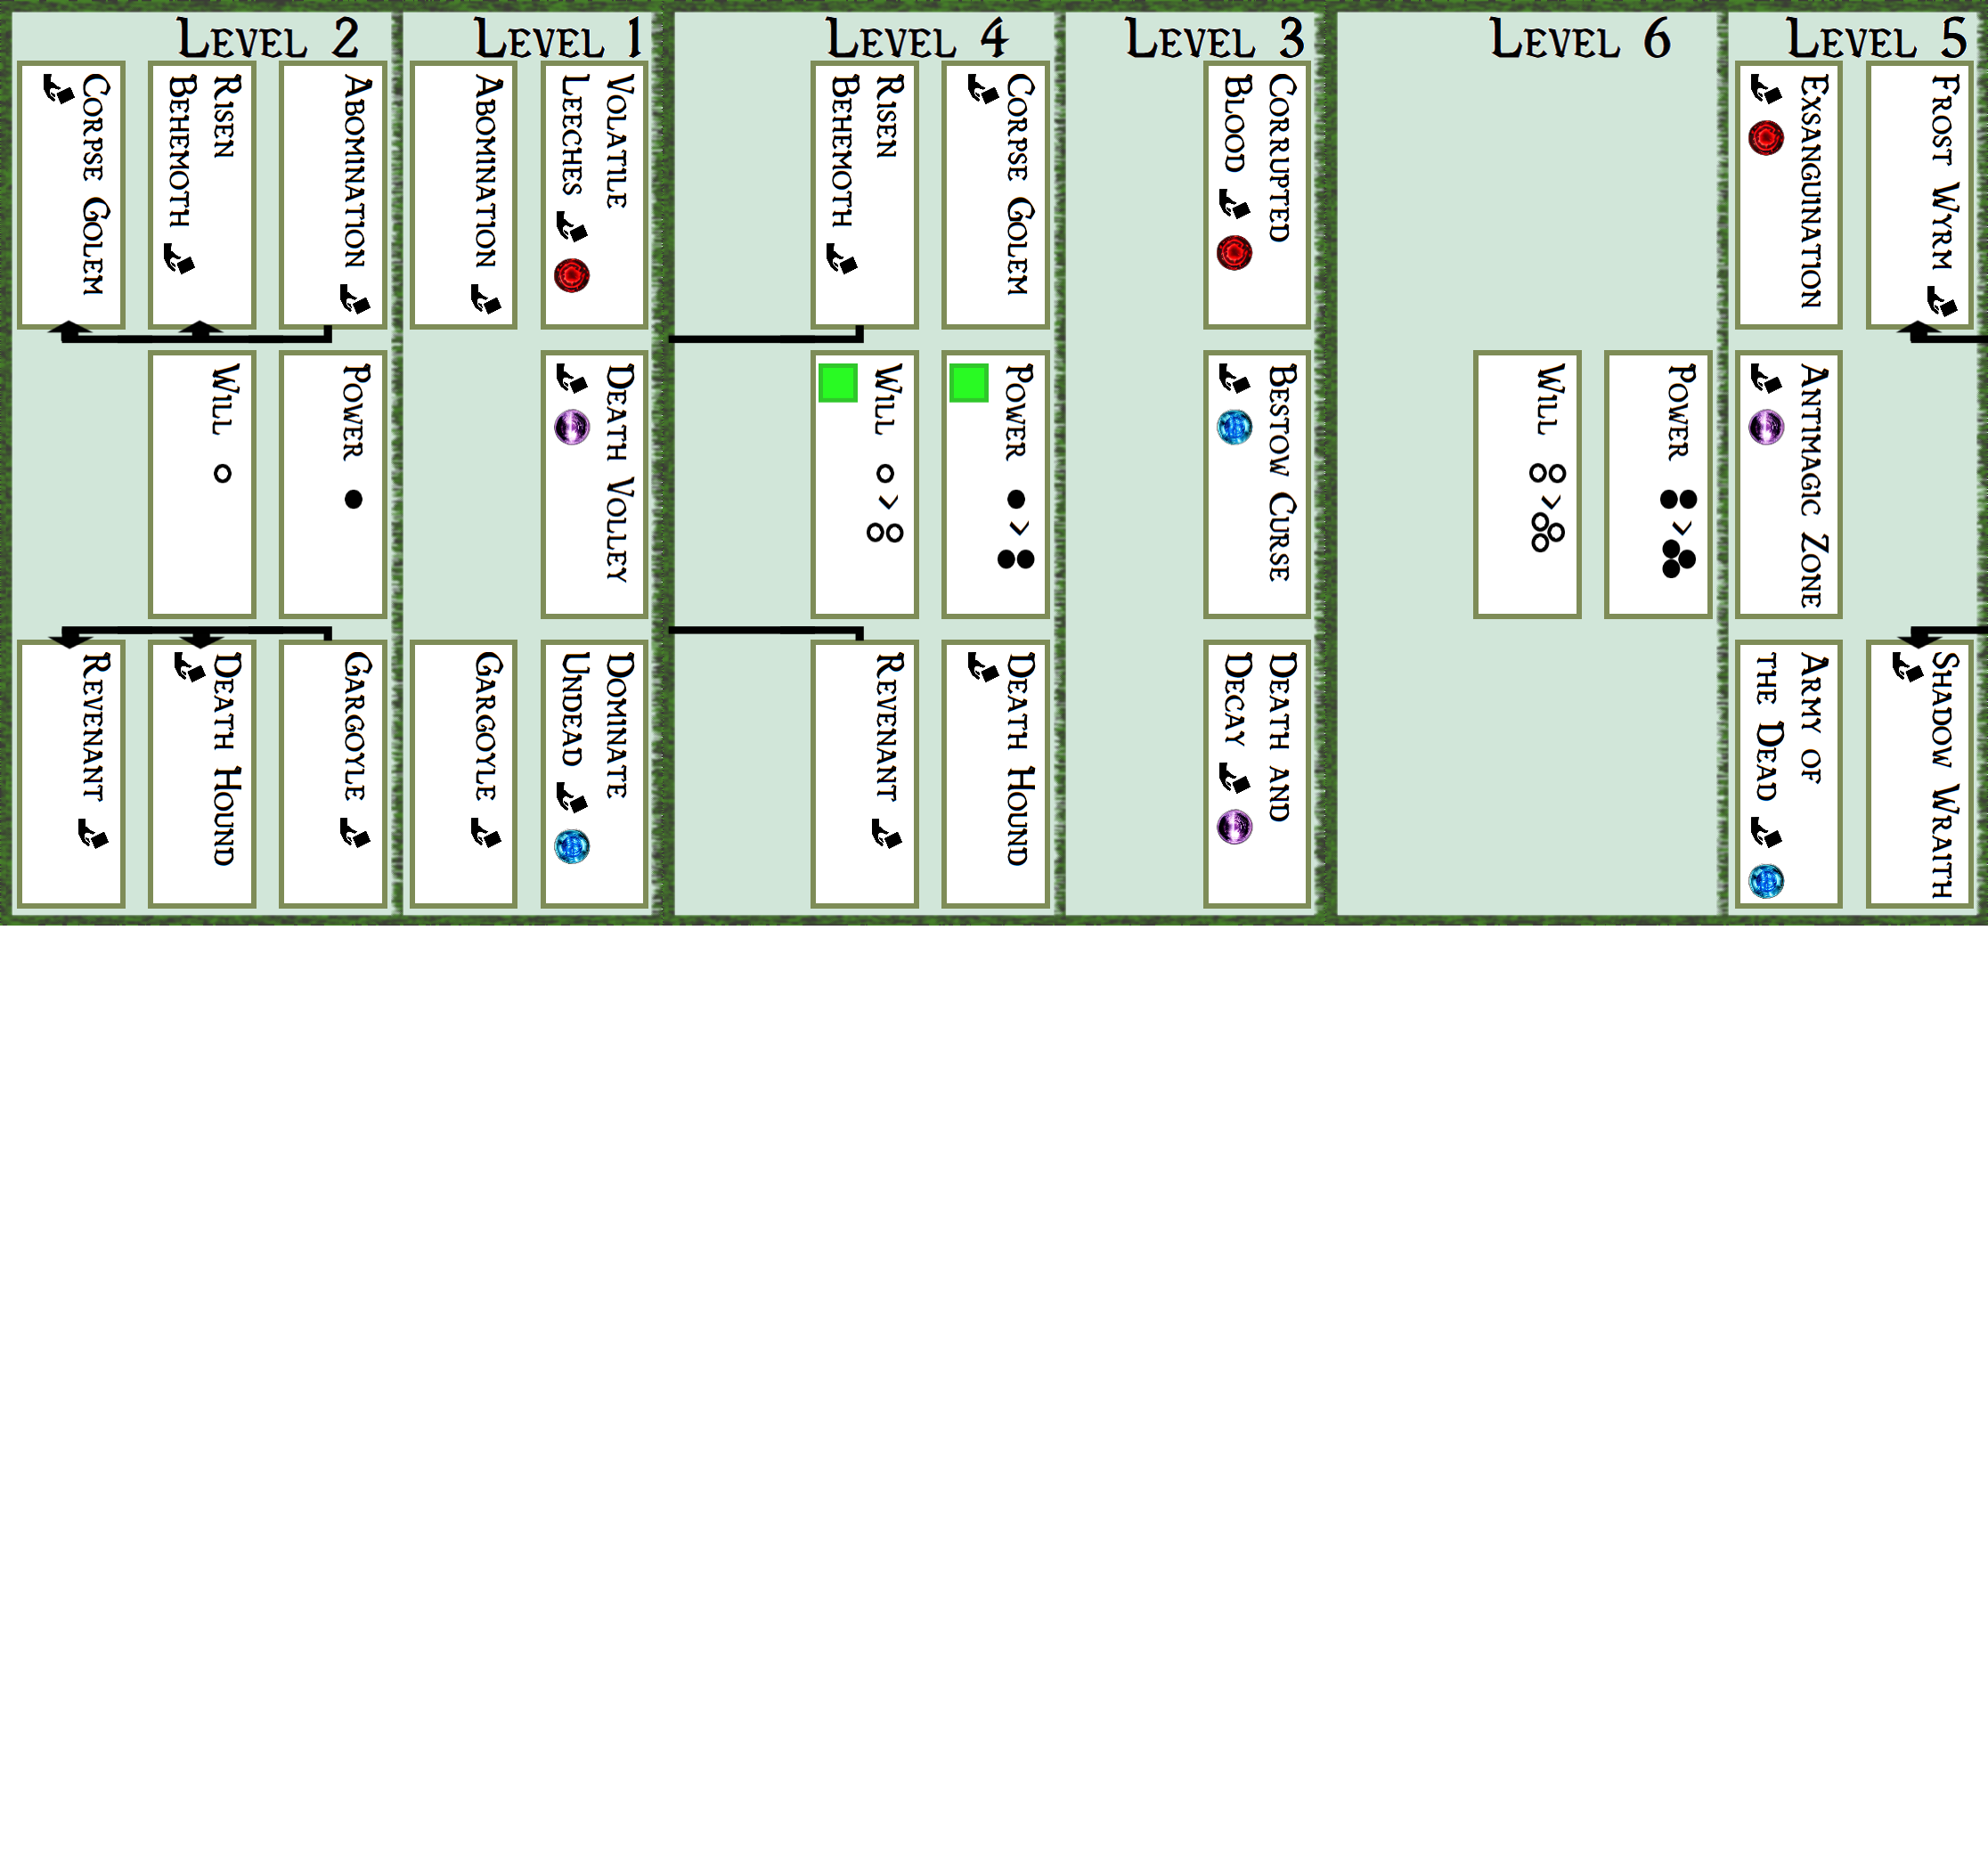 Level 2
Level 1
Level 4
Level 3
Level 6
Level 5
Corpse Golem
Risen
Behemoth
Abomination
Abomination
Volatile
Leeches
Risen
Behemoth
Corpse Golem
Corrupted
Blood
Exsanguination
Frost Wyrm
Will
Power
Death Volley
Will >
Power >
Bestow Curse
Will >
Power >
Antimagic Zone
Revenant
Death Hound
Gargoyle
Gargoyle
Dominate
Undead
Revenant
Death Hound
Death and
Decay
Army of
the Dead
Shadow Wraith